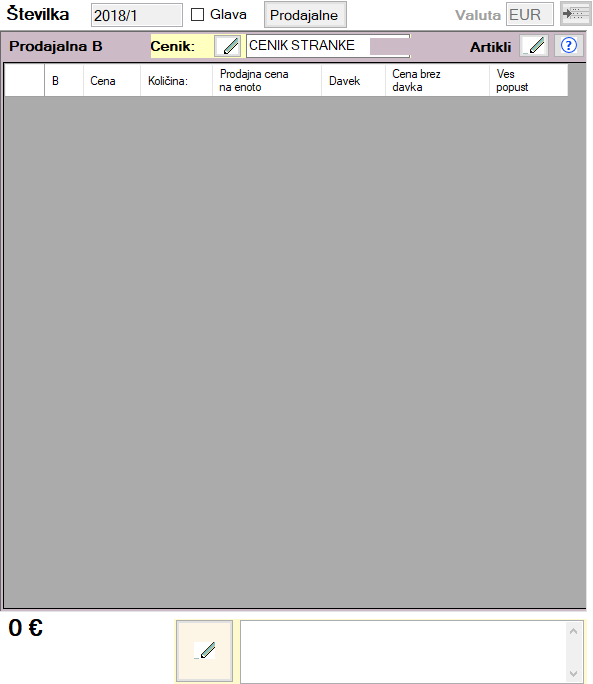 Številka 2018/1 Glava Prodajalne Valuta EUR
Prodajalna B Cenik: CENIK STRANKE Artikli ?
B Cena Količina: Prodajna cena na enoto Davek Cena brez davka Ves popust
0 €